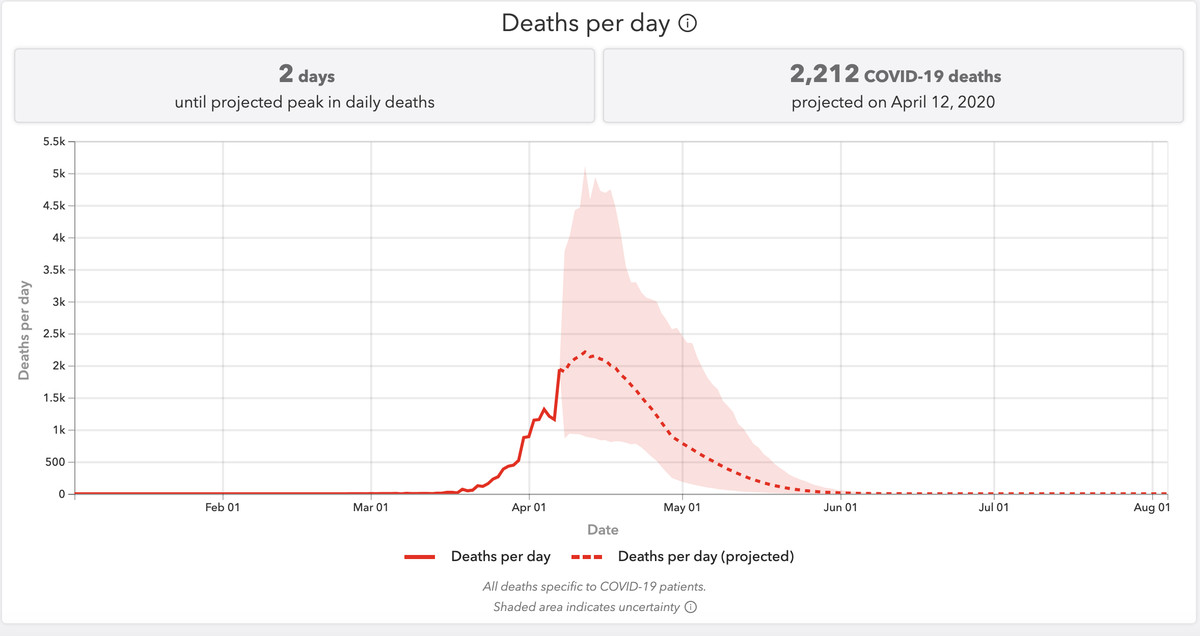 Deaths per day
2 days
until projected peak in daily deaths
2,212 COVID-19 deaths
projected on April 12, 2020
5.5k
5k
4.5k
4k
3.5k
3k
2.5k
2k
1.5k
1k
500
0
Deaths per day
Feb 01
Mar 01
Apr 01
May 01
Jun 01
Jul 01
Aug 01
Date
Deaths per day
Deaths per day (projected)
All deaths specific to COVID-19 patients.
Shaded area indicates uncertainty